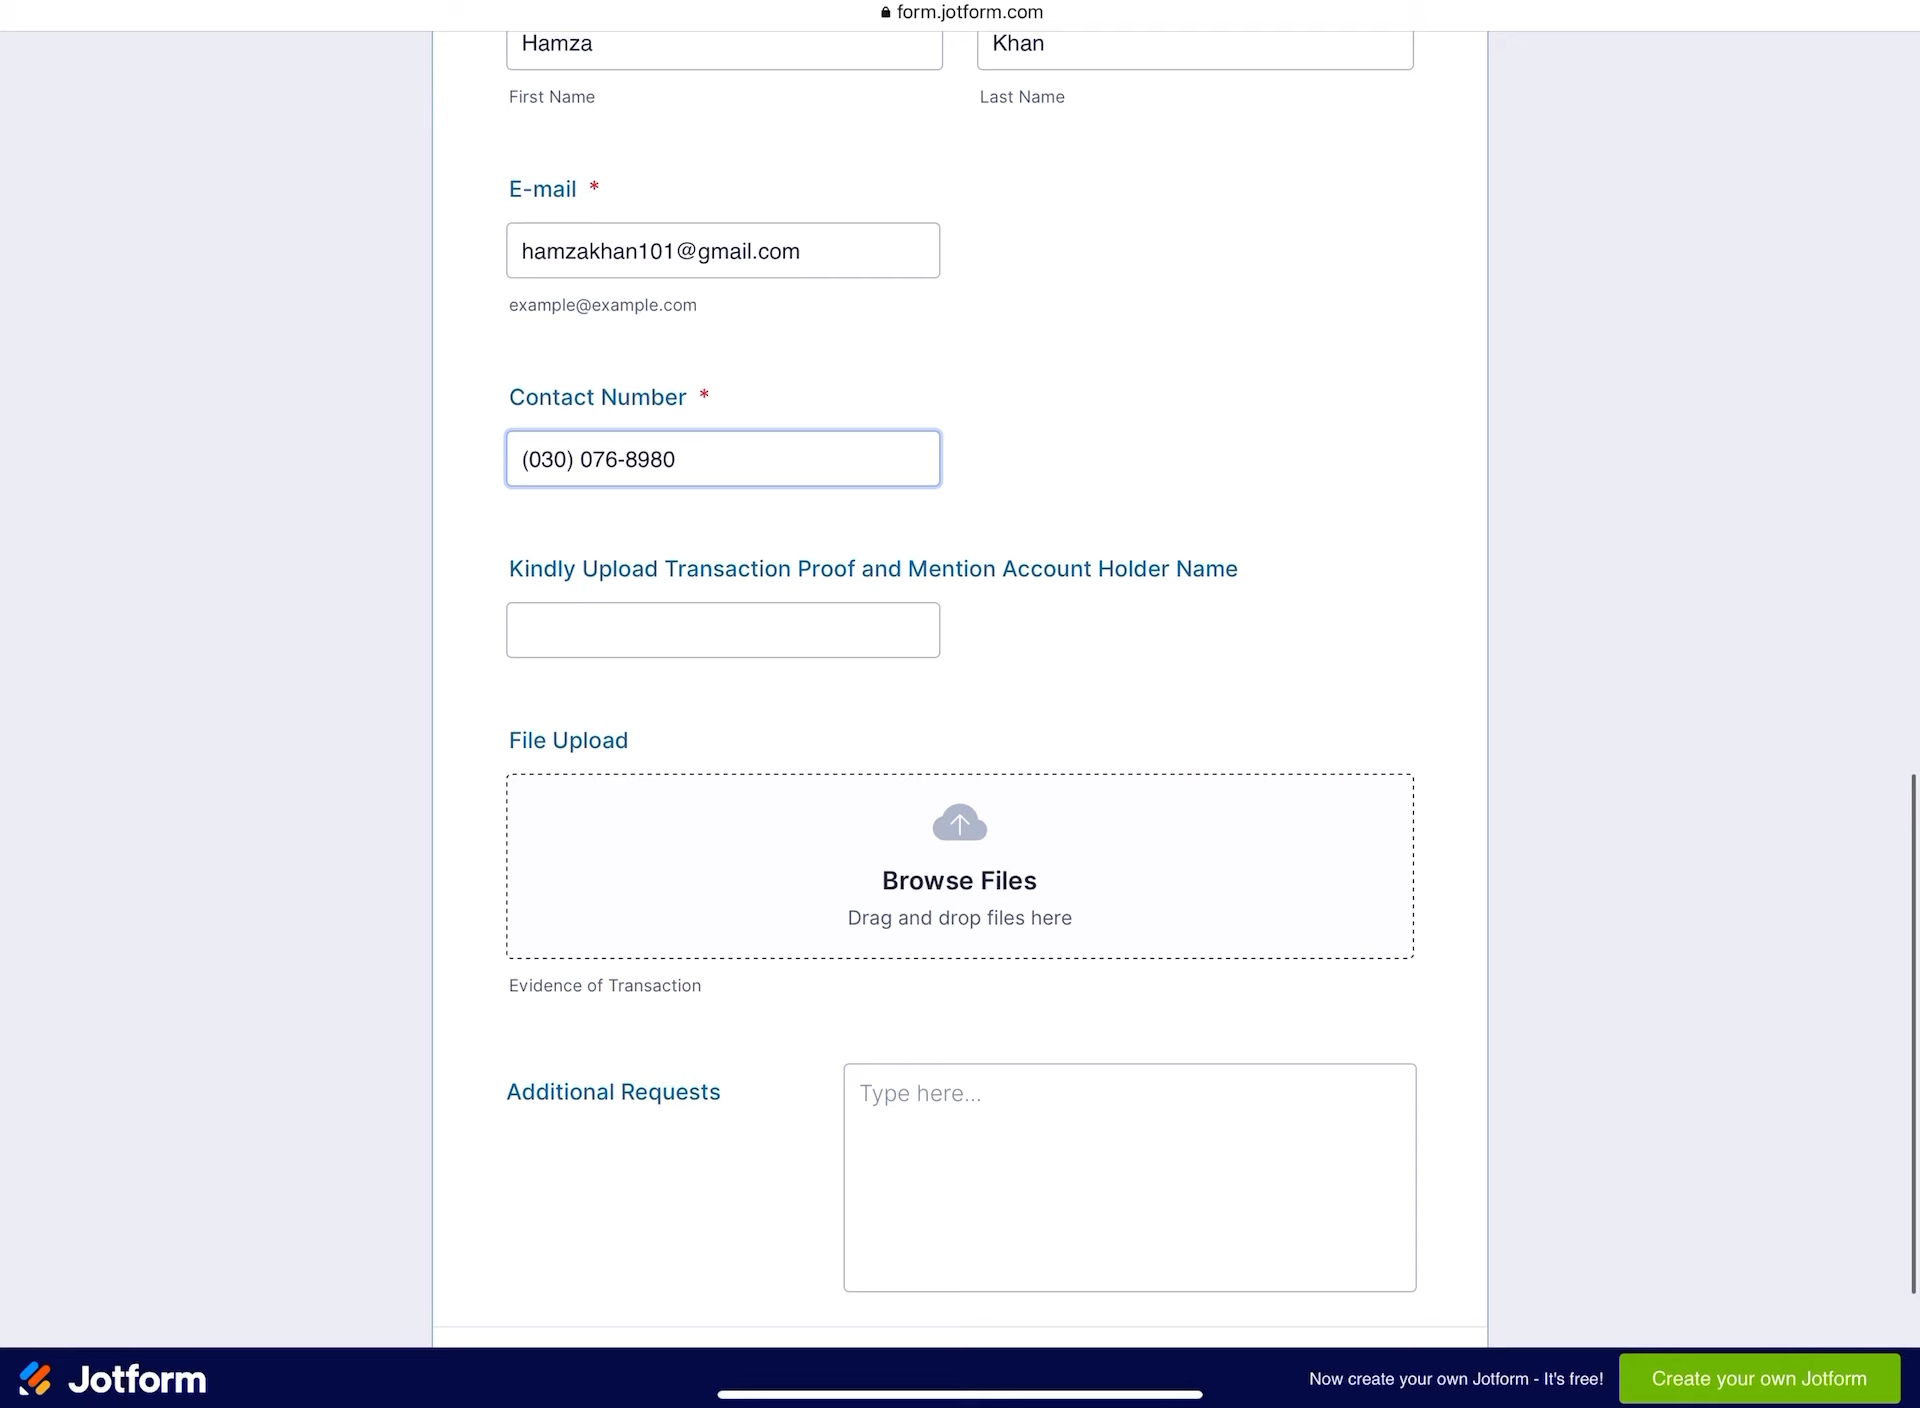 form.jotform.com
Hamza Khan
First Name Last Name
E-mail *
hamzakhan101@gmail.com
example@example.com
Contact Number *
(030) 076-8980
Kindly Upload Transaction Proof and Mention Account Holder Name
File Upload
Browse Files
Drag and drop files here
Evidence of Transaction
Additional Requests Type here...
Jotform Now create your own Jotform - It's free! Create your own Jotform